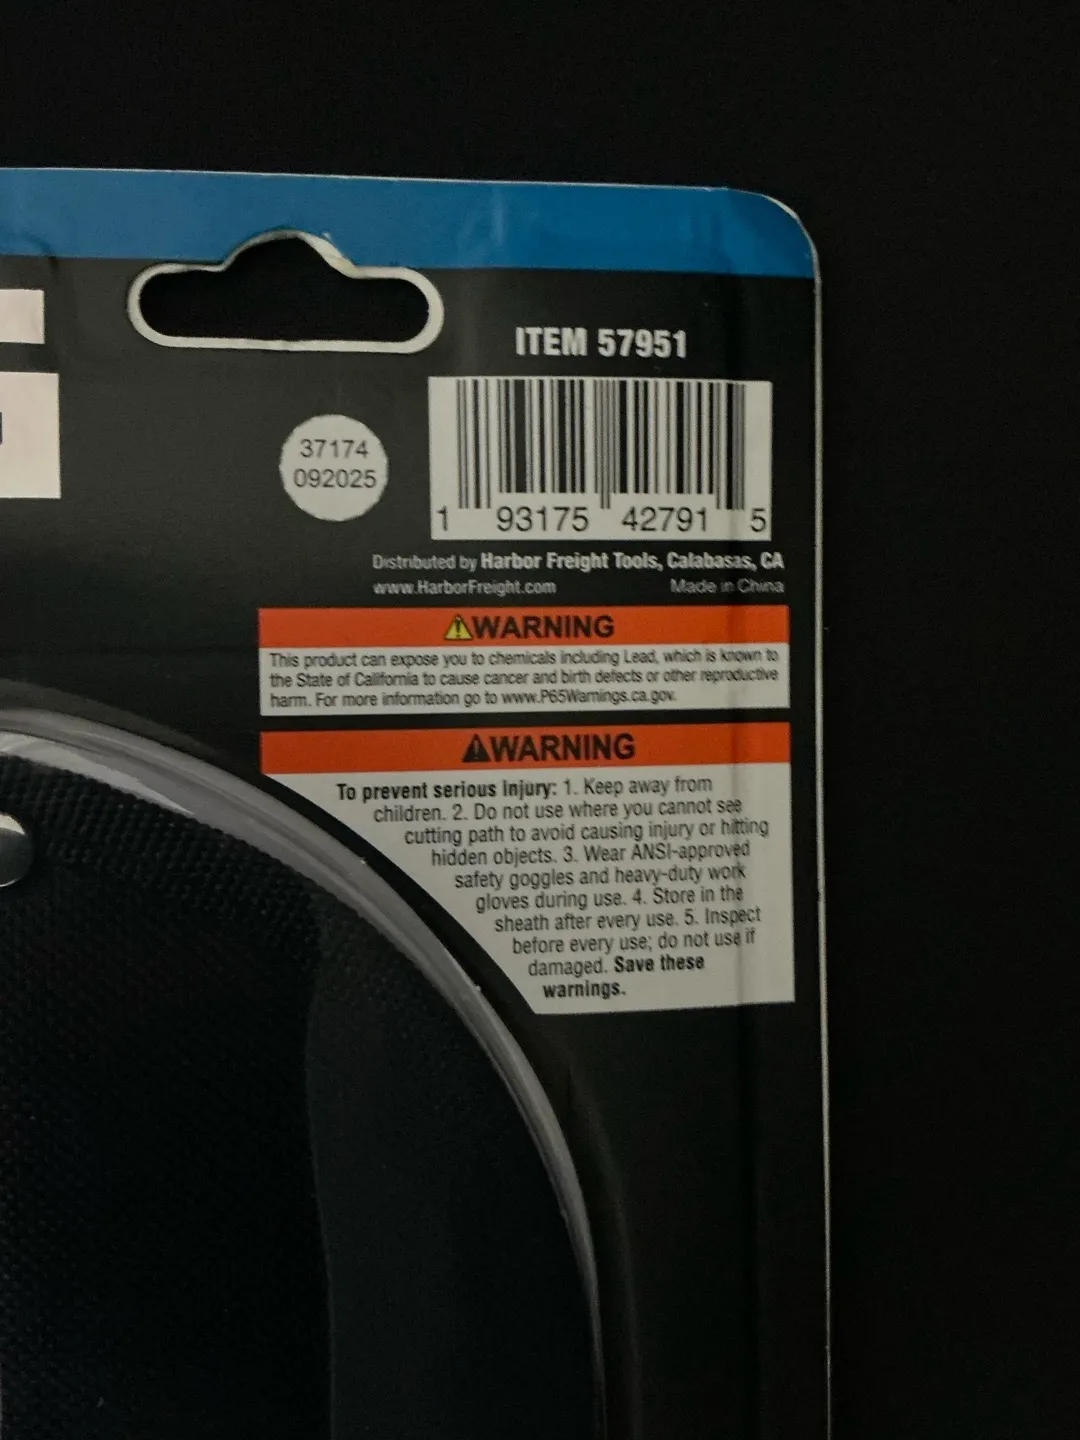 ITEM 57951
37174
092025
1 93175 42791 5
Distributed by Harbor Freight Tools, Calabasas, CA
www.HarborFreight.com Made in China
⚠WARNING
This product can expose you to chemicals including Lead, which is known to
the State of California to cause cancer and birth defects or other reproductive
harm. For more information go to www.P65Warnings.ca.gov.
⚠WARNING
To prevent serious Injury: 1. Keep away from
children. 2. Do not use where you cannot see
cutting path to avoid causing injury or hitting
hidden objects. 3. Wear ANSI-approved
safety goggles and heavy-duty work
gloves during use. 4. Store in the
sheath after every use. 5. Inspect
before every use; do not use if
damaged. Save these
warnings.